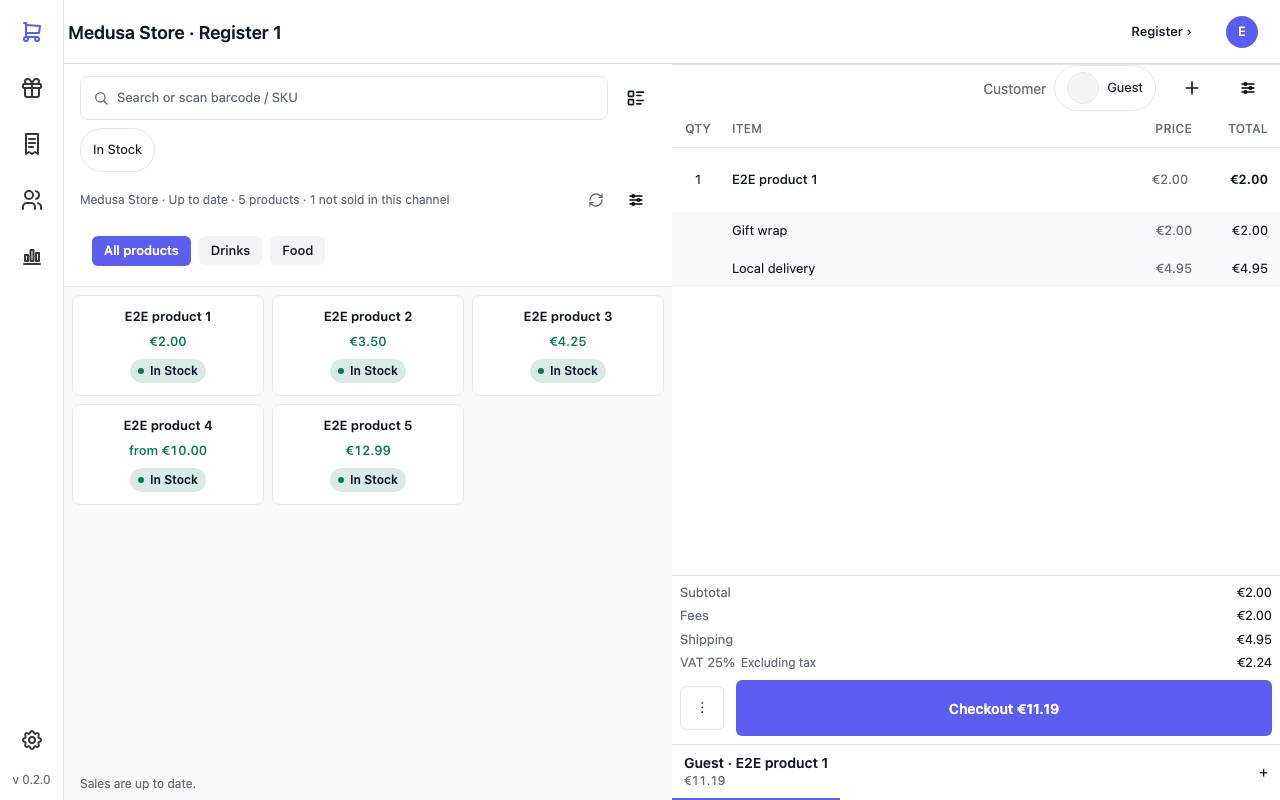 Medusa Store · Register 1
Register ›
E
Search or scan barcode / SKU
In Stock
Medusa Store · Up to date · 5 products · 1 not sold in this channel
All products
Drinks
Food
E2E product 1
€2.00
In Stock
E2E product 2
€3.50
In Stock
E2E product 3
€4.25
In Stock
E2E product 4
from €10.00
In Stock
E2E product 5
€12.99
In Stock
Sales are up to date.
v 0.2.0
Customer
Guest
QTY ITEM PRICE TOTAL
1 E2E product 1 €2.00 €2.00
Gift wrap €2.00 €2.00
Local delivery €4.95 €4.95
Subtotal €2.00
Fees €2.00
Shipping €4.95
VAT 25% Excluding tax €2.24
Checkout €11.19
Guest · E2E product 1
€11.19
+